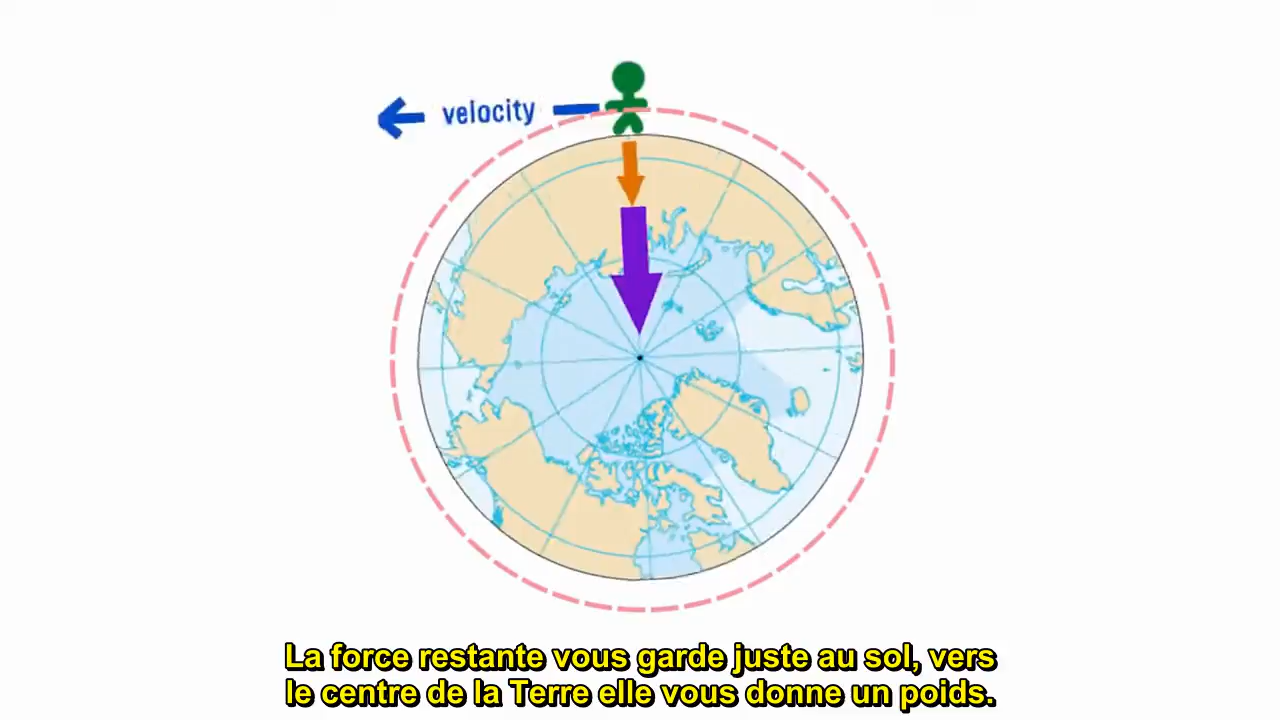 velocity
La force restante vous garde juste au sol, vers
le centre de la Terre elle vous donne un poids.